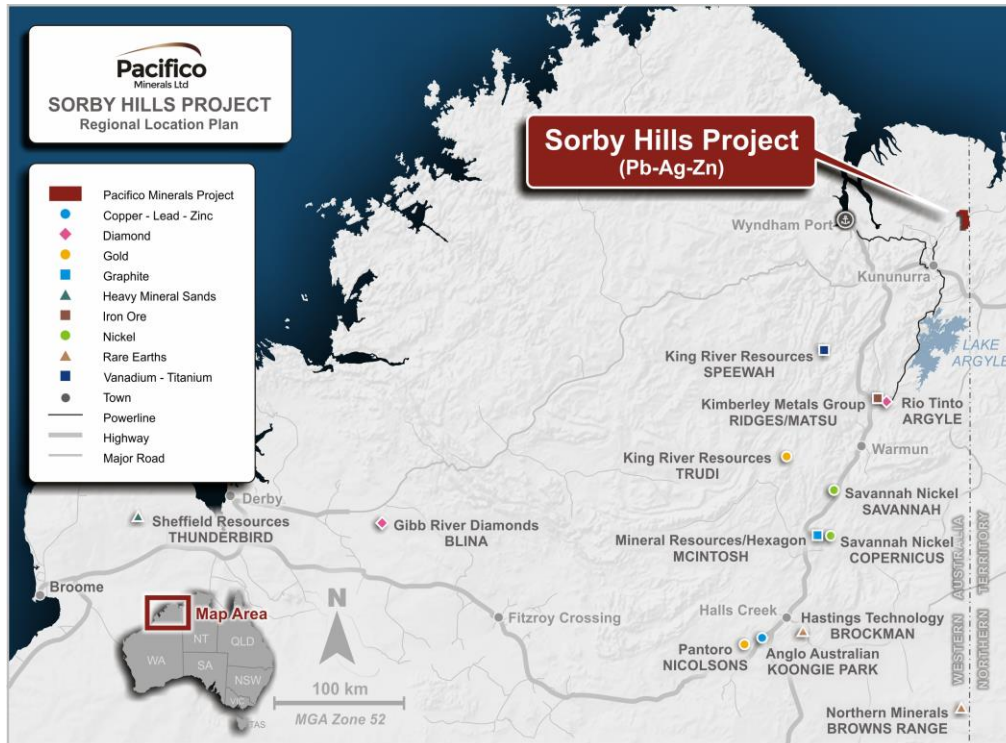 Pacifico
Minerals Ltd
SORBY HILLS PROJECT
Regional Location Plan
Pacifico Minerals Project
Copper - Lead - Zinc
Diamond
Gold
Graphite
Heavy Mineral Sands
Iron Ore
Nickel
Rare Earths
Vanadium - Titanium
Town
Powerline
Highway
Major Road
Sorby Hills Project
(Pb-Ag-Zn)
Wyndham Port
Kununurra
LAKE
ARGYLE
King River Resources
SPEEWAH
Kimberley Metals Group
RIDGES/MATSU
Rio Tinto
ARGYLE
Warmun
King River Resources
TRUDI
Savannah Nickel
SAVANNAH
Derby
Sheffield Resources
THUNDERBIRD
Gibb River Diamonds
BLINA
Mineral Resources/Hexagon
MCINTOSH
Savannah Nickel
COPERNICUS
WESTERN AUSTRALIA
NORTHERN TERRITORY
Broome
Fitzroy Crossing
Halls Creek
Hastings Technology
BROCKMAN
Pantoro
NICOLSONS
Anglo Australian
KOONGIE PARK
Northern Minerals
BROWNS RANGE
Map Area
NT
QLD
WA
SA
NSW
VIC
TAS
N
100 km
MGA Zone 52